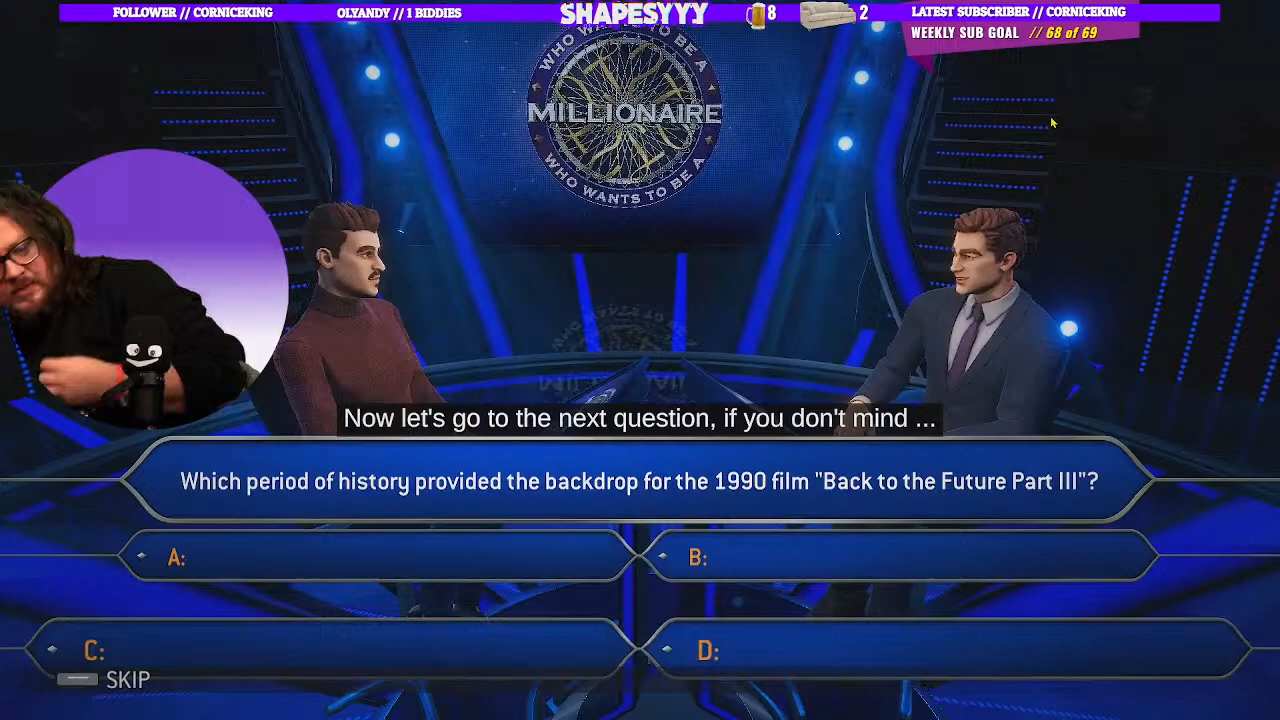 FOLLOWER // CORNICEKING
OLYANDY // 1 BIDDIES
SHAPESYYY
8
2
LATEST SUBSCRIBER // CORNICEKING
WEEKLY SUB GOAL // 68 of 69
WHO WANTS TO BE A
MILLIONAIRE
WHO WANTS TO BE A
Now let's go to the next question, if you don't mind ...
Which period of history provided the backdrop for the 1990 film "Back to the Future Part III"?
A:
B:
C:
D:
SKIP